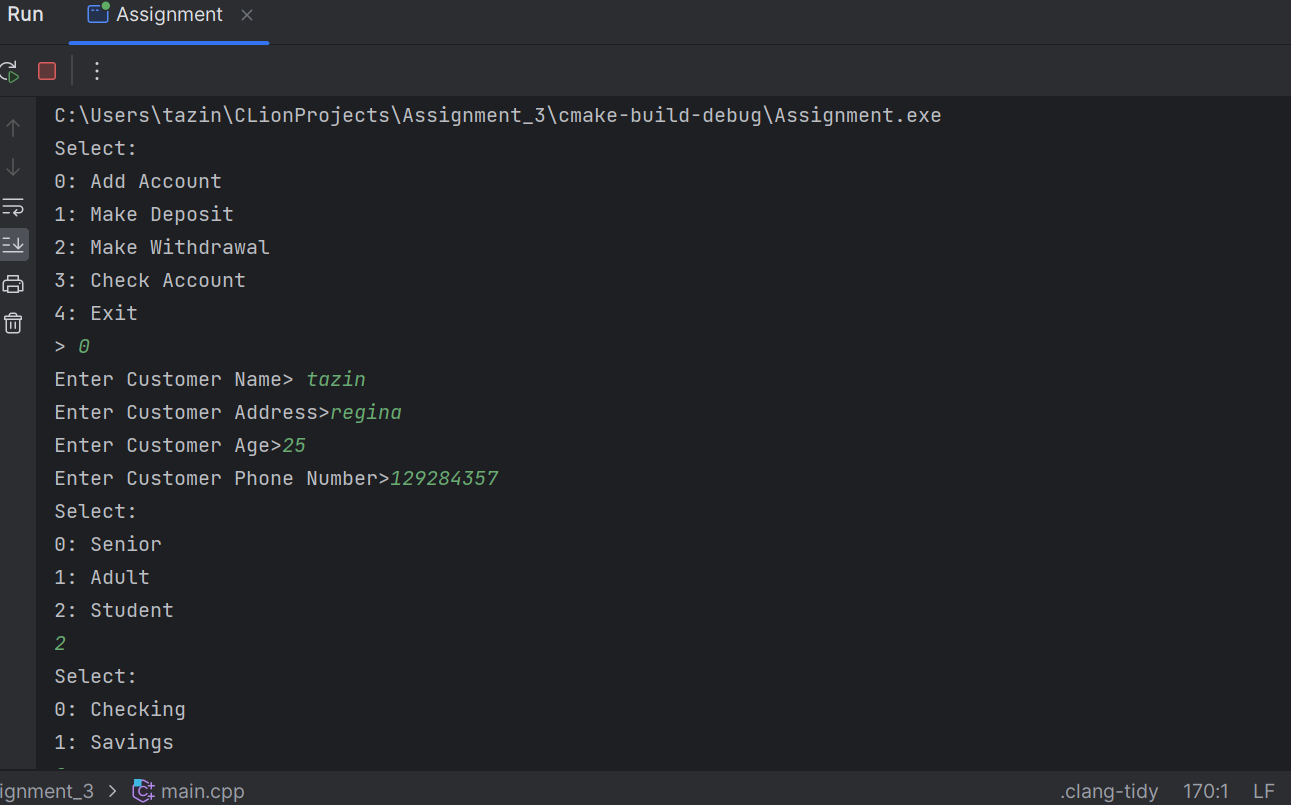 Run Assignment
C:\Users\tazin\CLionProjects\Assignment_3\cmake-build-debug\Assignment.exe
Select:
0: Add Account
1: Make Deposit
2: Make Withdrawal
3: Check Account
4: Exit
> 0
Enter Customer Name> tazin
Enter Customer Address>regina
Enter Customer Age>25
Enter Customer Phone Number>129284357
Select:
0: Senior
1: Adult
2: Student
2
Select:
0: Checking
1: Savings
ignment_3 > main.cpp .clang-tidy 170:1 LF